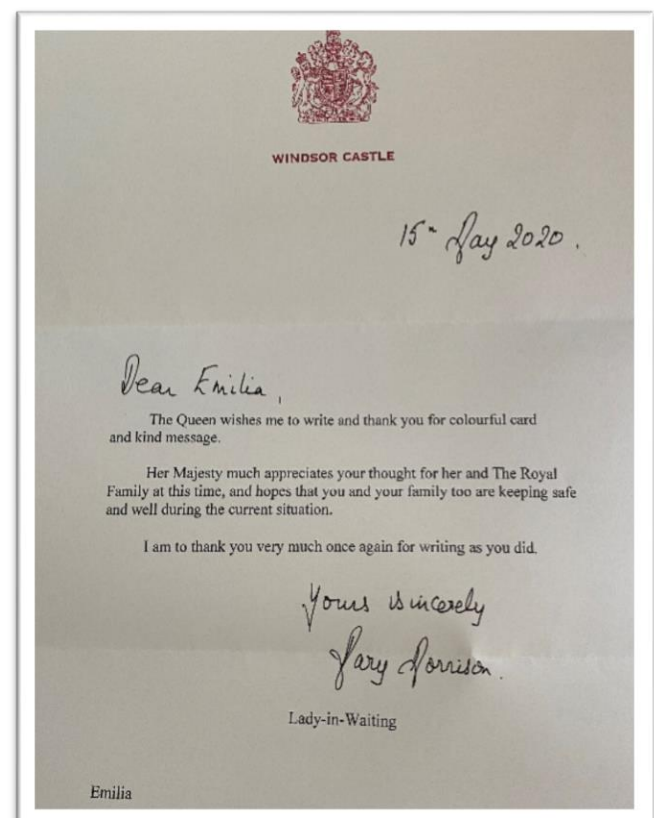 WINDSOR CASTLE
15th May 2020.
Dear Emilia,
The Queen wishes me to write and thank you for colourful card
and kind message.
Her Majesty much appreciates your thought for her and The Royal
Family at this time, and hopes that you and your family too are keeping safe
and well during the current situation.
I am to thank you very much once again for writing as you did.
Yours sincerely
Mary Morrison.
Lady-in-Waiting
Emilia